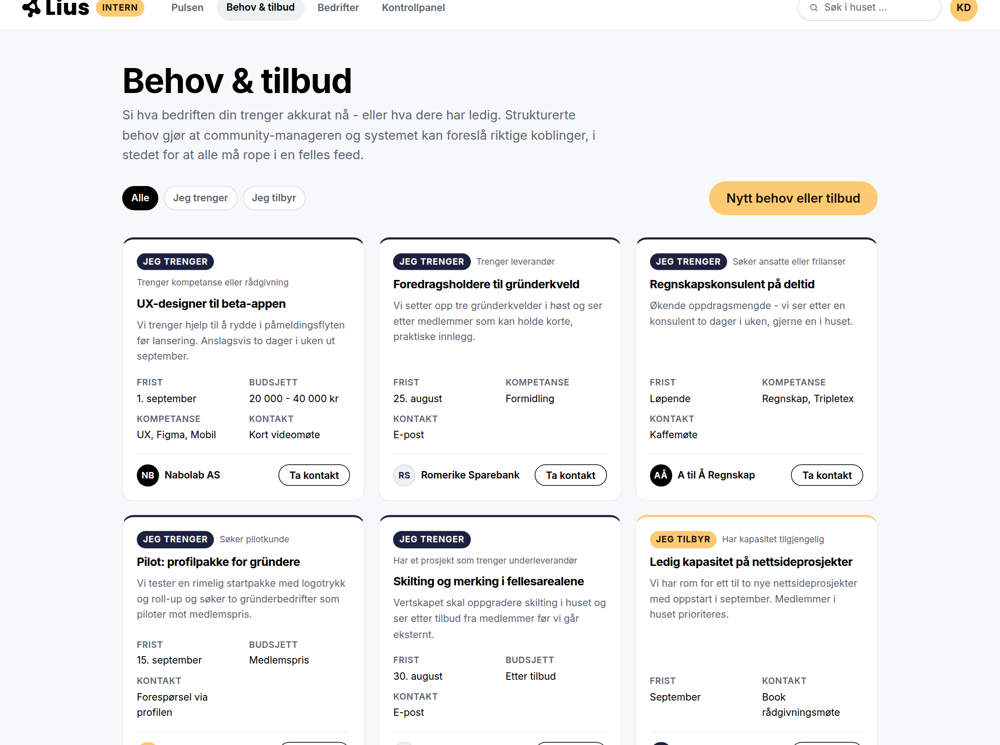 Lius INTERN Pulsen Behov & tilbud Bedrifter Kontrollpanel Søk i huset ... KD
Behov & tilbud
Si hva bedriften din trenger akkurat nå - eller hva dere har ledig. Strukturerte
behov gjør at community-manageren og systemet kan foreslå riktige koblinger, i
stedet for at alle må rope i en felles feed.
Alle Jeg trenger Jeg tilbyr Nytt behov eller tilbud
JEG TRENGER
Trenger kompetanse eller rådgivning
UX-designer til beta-appen
Vi trenger hjelp til å rydde i påmeldingsflyten
før lansering. Anslagsvis to dager i uken ut
september.
FRIST BUDSJETT
1. september 20 000 - 40 000 kr
KOMPETANSE KONTAKT
UX, Figma, Mobil Kort videomøte
NB Nabolab AS Ta kontakt
JEG TRENGER Trenger leverandør
Foredragsholdere til gründerkveld
Vi setter opp tre gründerkvelder i høst og ser
etter medlemmer som kan holde korte,
praktiske innlegg.
FRIST KOMPETANSE
25. august Formidling
KONTAKT
E-post
RS Romerike Sparebank Ta kontakt
JEG TRENGER Søker ansatte eller frilanser
Regnskapskonsulent på deltid
Økende oppdragsmengde - vi ser etter en
konsulent to dager i uken, gjerne en i huset.
FRIST KOMPETANSE
Løpende Regnskap, Tripletex
KONTAKT
Kaffemøte
AÅ A til Å Regnskap Ta kontakt
JEG TRENGER Søker pilotkunde
Pilot: profilpakke for gründere
Vi tester en rimelig startpakke med logotrykk
og roll-up og søker to gründerbedrifter som
piloter mot medlemspris.
FRIST BUDSJETT
15. september Medlemspris
KONTAKT
Forespørsel via
profilen
JEG TRENGER
Har et prosjekt som trenger underleverandør
Skilting og merking i fellesarealene
Vertskapet skal oppgradere skilting i huset og
ser etter tilbud fra medlemmer før vi går
eksternt.
FRIST BUDSJETT
30. august Etter tilbud
KONTAKT
E-post
JEG TILBYR Har kapasitet tilgjengelig
Ledig kapasitet på nettsideprosjekter
Vi har rom for ett til to nye nettsideprosjekter
med oppstart i september. Medlemmer i
huset prioriteres.
FRIST KONTAKT
September Book
rådgivningsmøte